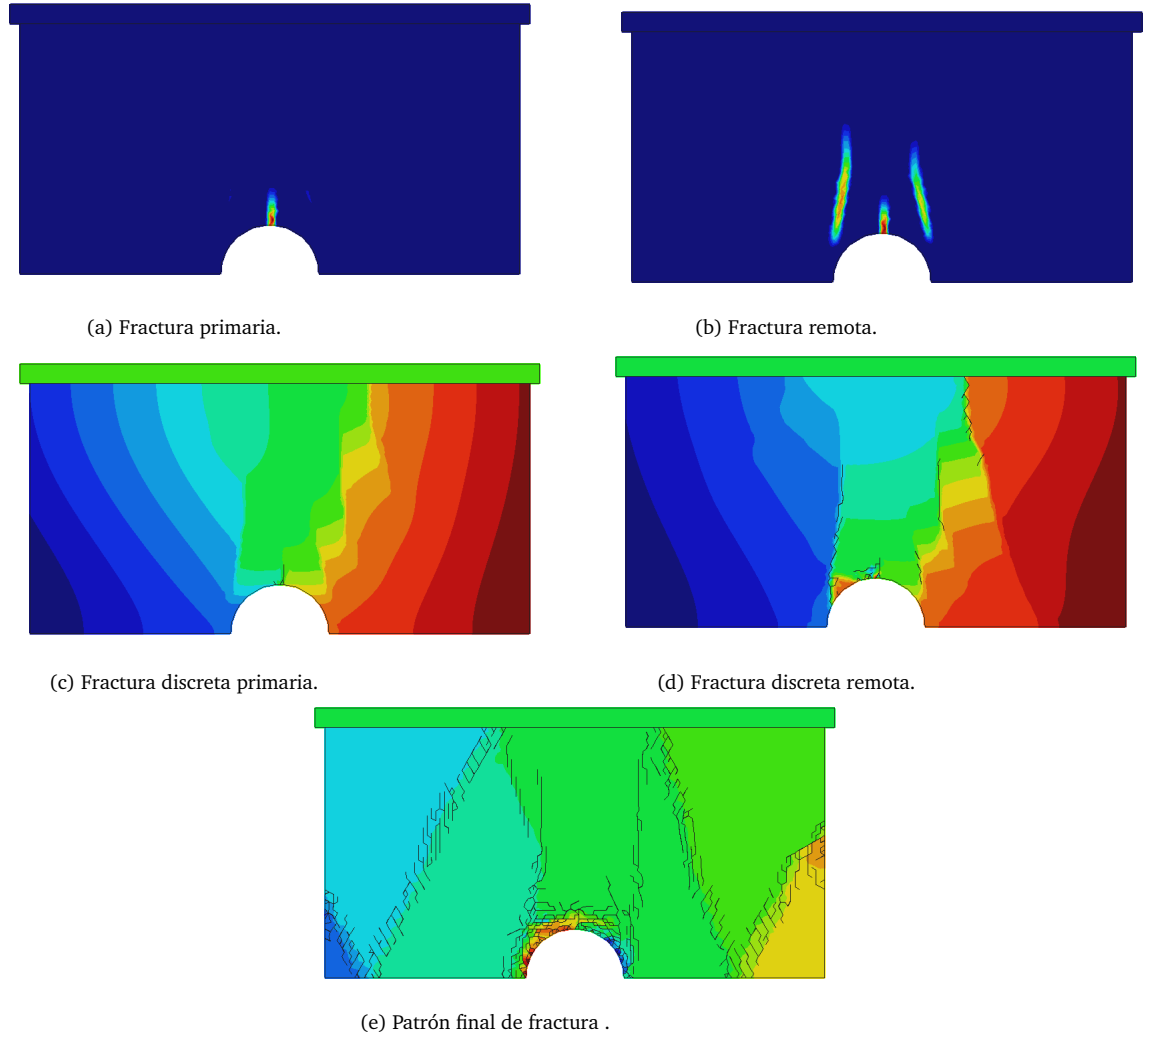 (a) Fractura primaria.
(b) Fractura remota.
(c) Fractura discreta primaria.
(d) Fractura discreta remota.
(e) Patrón final de fractura .